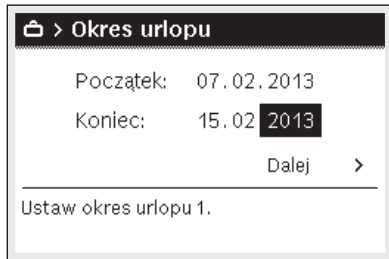 > Okres urlopu
Początek: 07.02.2013
Koniec: 15.02 2013
Dalej >
Ustaw okres urlopu 1.